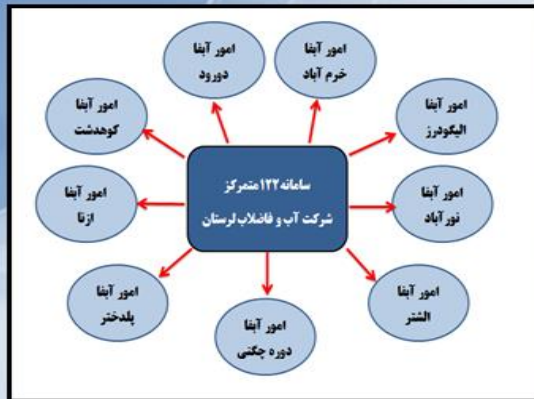 امور آبفا
خرم آباد
امور آبفا
دورود
امور آبفا
الیگودرز
امور آبفا
کوهدشت
سامانه ۱۲۲ متمرکز
شرکت آب و فاضلاب لرستان
امور آبفا
نورآباد
امور آبفا
ازنا
امور آبفا
الشتر
امور آبفا
پلدختر
امور آبفا
دوره چگنی